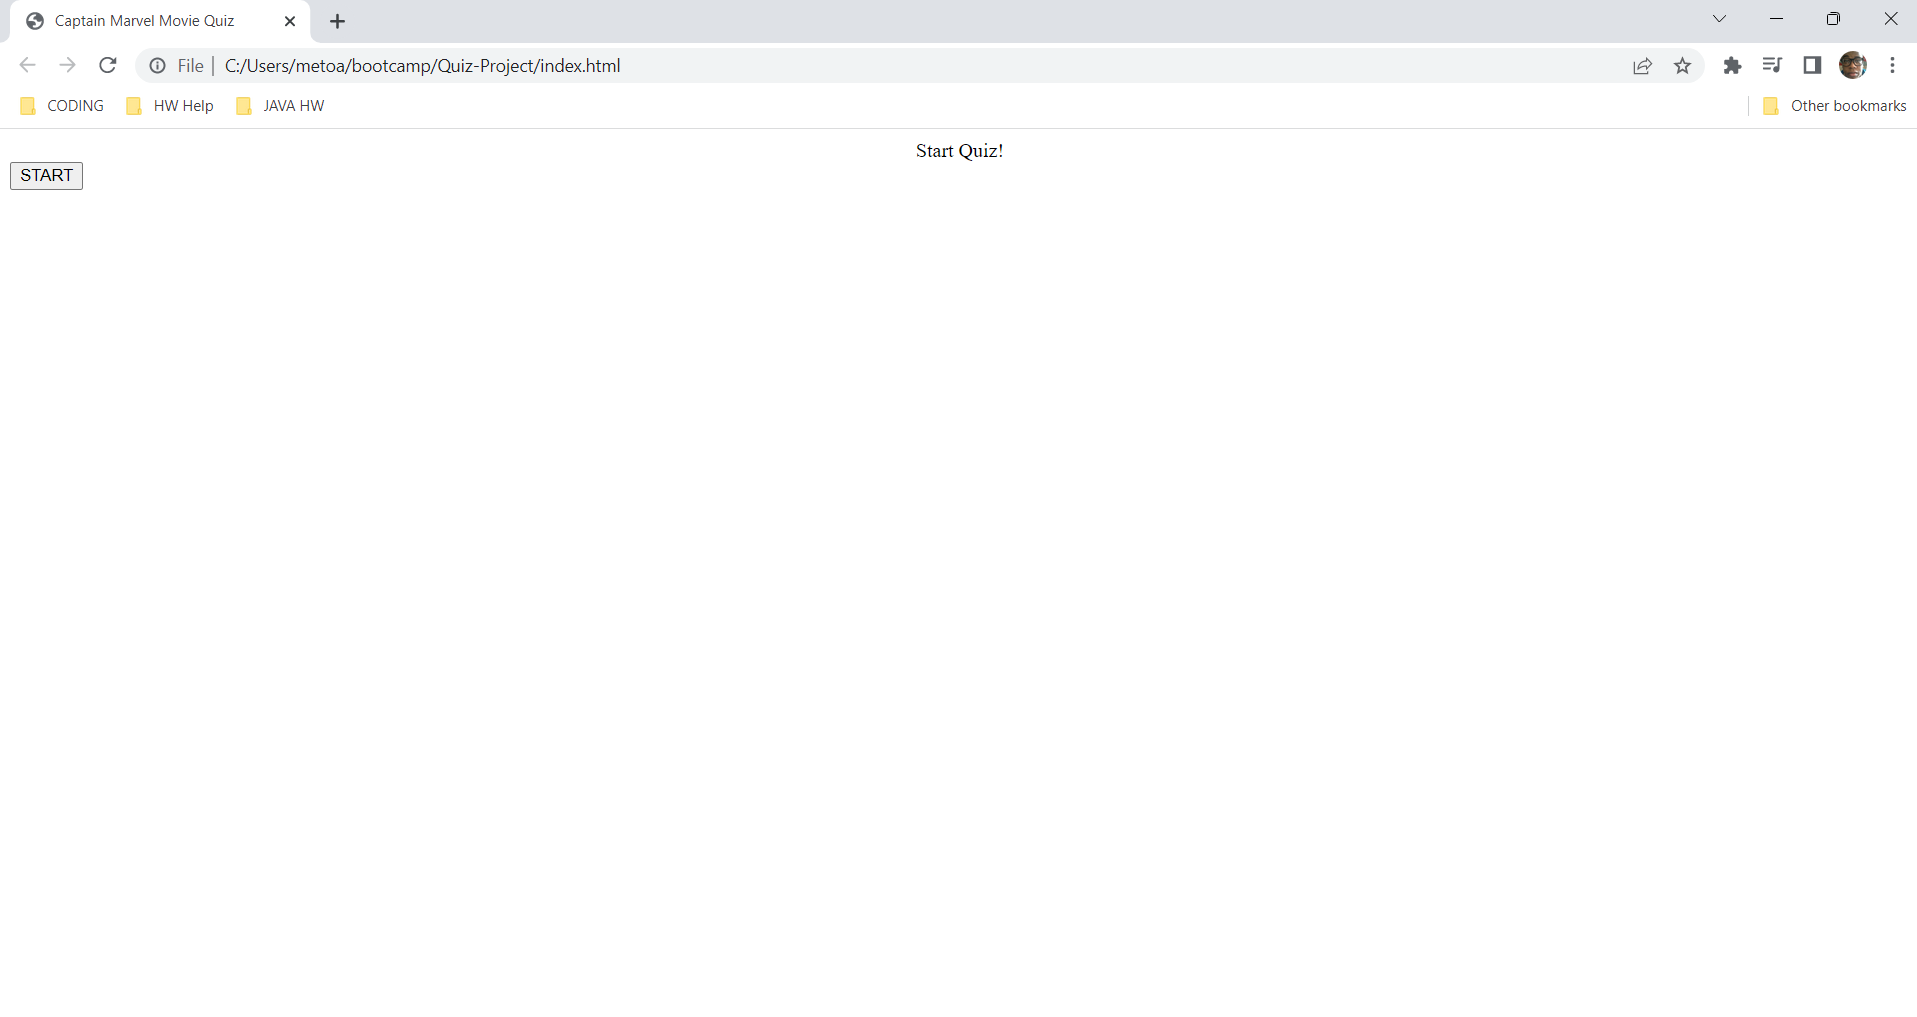 Captain Marvel Movie Quiz
File | C:/Users/metoa/bootcamp/Quiz-Project/index.html
CODING HW Help JAVA HW Other bookmarks
Start Quiz!
START